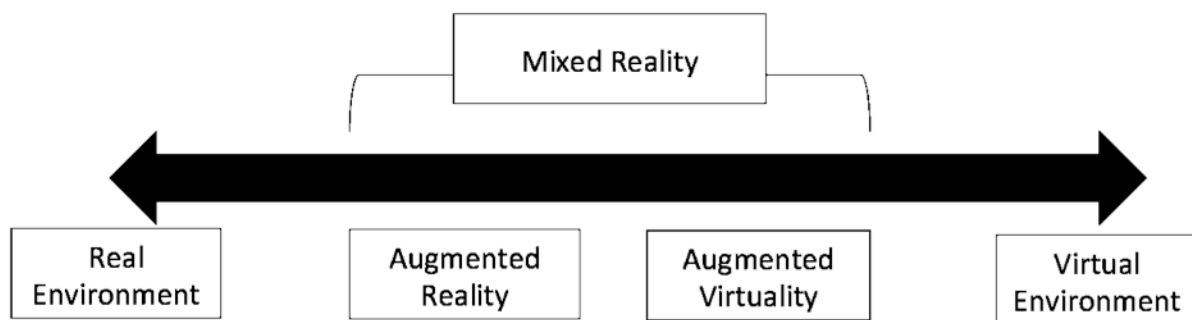 Mixed Reality
Real
Environment
Augmented
Reality
Augmented
Virtuality
Virtual
Environment